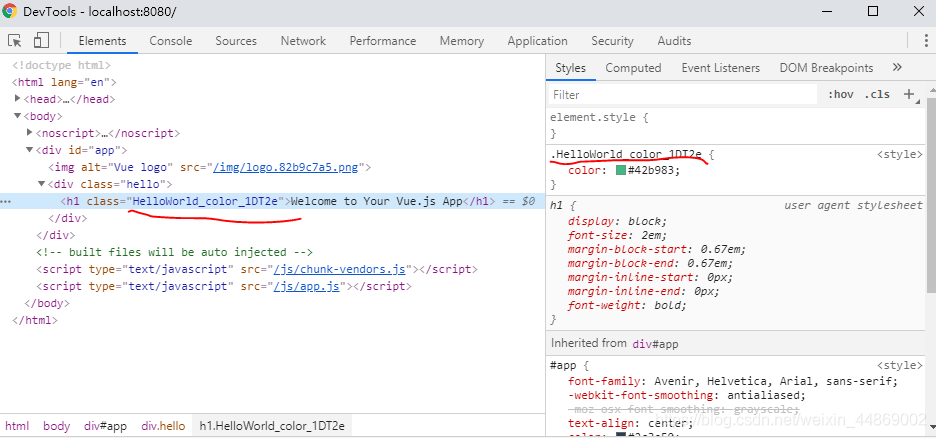 DevTools - localhost:8080/
Elements Console Sources Network Performance Memory Application Security Audits
<!doctype html>
<html lang="en">
<head>…</head>
<body>
<noscript>…</noscript>
<div id="app">
<img alt="Vue logo" src="/img/logo.82b9c7a5.png">
<div class="hello">
<h1 class="HelloWorld_color_1DT2e">Welcome to Your Vue.js App</h1> == $0
</div>
</div>
<!-- built files will be auto injected -->
<script type="text/javascript" src="/js/chunk-vendors.js"></script>
<script type="text/javascript" src="/js/app.js"></script>
</body>
</html>
html body div#app div.hello h1.HelloWorld_color_1DT2e
Styles Computed Event Listeners DOM Breakpoints »
Filter :hov .cls +
element.style {
}
.HelloWorld_color_1DT2e { <style>
color: #42b983;
}
h1 { user agent stylesheet
display: block;
font-size: 2em;
margin-block-start: 0.67em;
margin-block-end: 0.67em;
margin-inline-start: 0px;
margin-inline-end: 0px;
font-weight: bold;
}
Inherited from div#app
#app { <style>
font-family: Avenir, Helvetica, Arial, sans-serif;
-webkit-font-smoothing: antialiased;
-moz-osx-font-smoothing: grayscale;
text-align: center;
https://blog.csdn.net/weixin_44869002